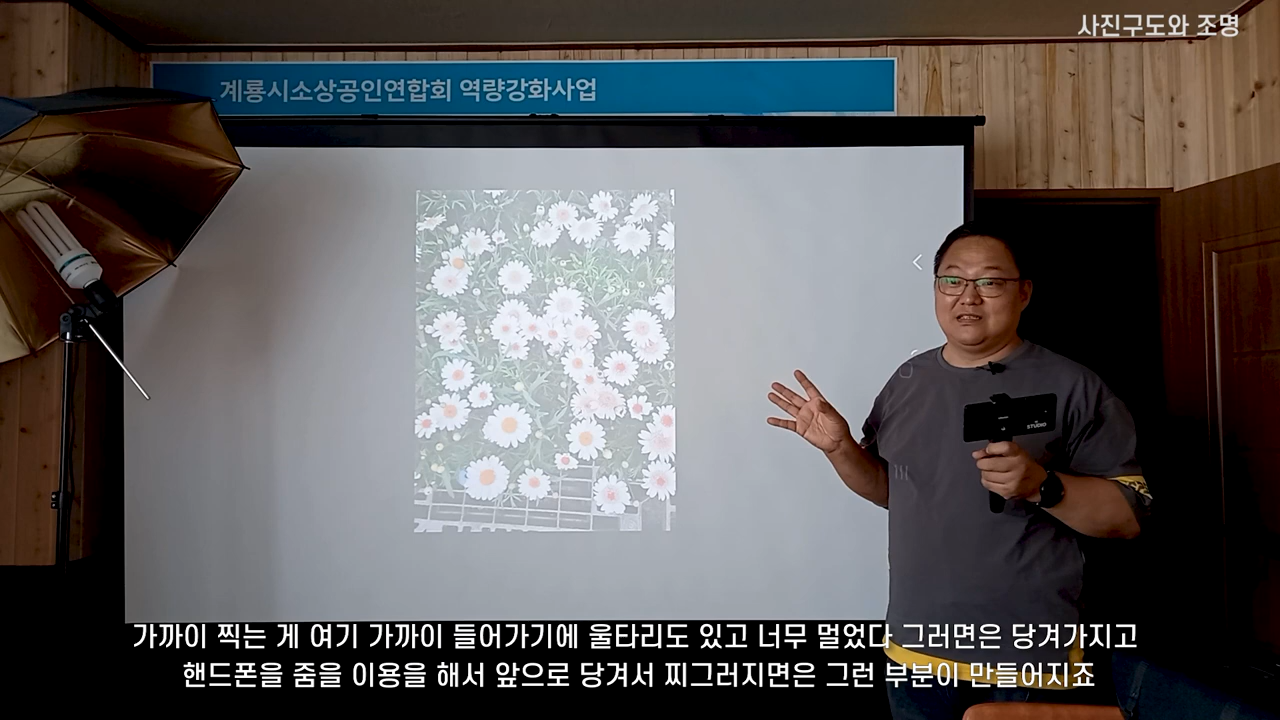 사진구도와 조명
계룡시소상공인연합회 역량강화사업
STUDIO
가까이 찍는 게 여기 가까이 들어가기에 울타리도 있고 너무 멀었다 그러면은 당겨가지고
핸드폰을 줌을 이용을 해서 앞으로 당겨서 찌그러지면은 그런 부분이 만들어지죠